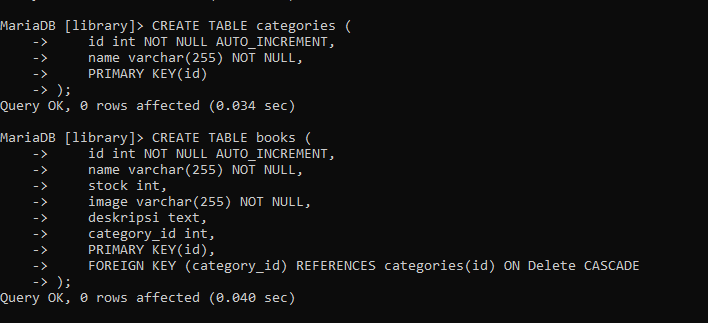 MariaDB [library]> CREATE TABLE categories (
    ->     id int NOT NULL AUTO_INCREMENT,
    ->     name varchar(255) NOT NULL,
    ->     PRIMARY KEY(id)
    -> );
Query OK, 0 rows affected (0.034 sec)

MariaDB [library]> CREATE TABLE books (
    ->     id int NOT NULL AUTO_INCREMENT,
    ->     name varchar(255) NOT NULL,
    ->     stock int,
    ->     image varchar(255) NOT NULL,
    ->     deskripsi text,
    ->     category_id int,
    ->     PRIMARY KEY(id),
    ->     FOREIGN KEY (category_id) REFERENCES categories(id) ON Delete CASCADE
    -> );
Query OK, 0 rows affected (0.040 sec)